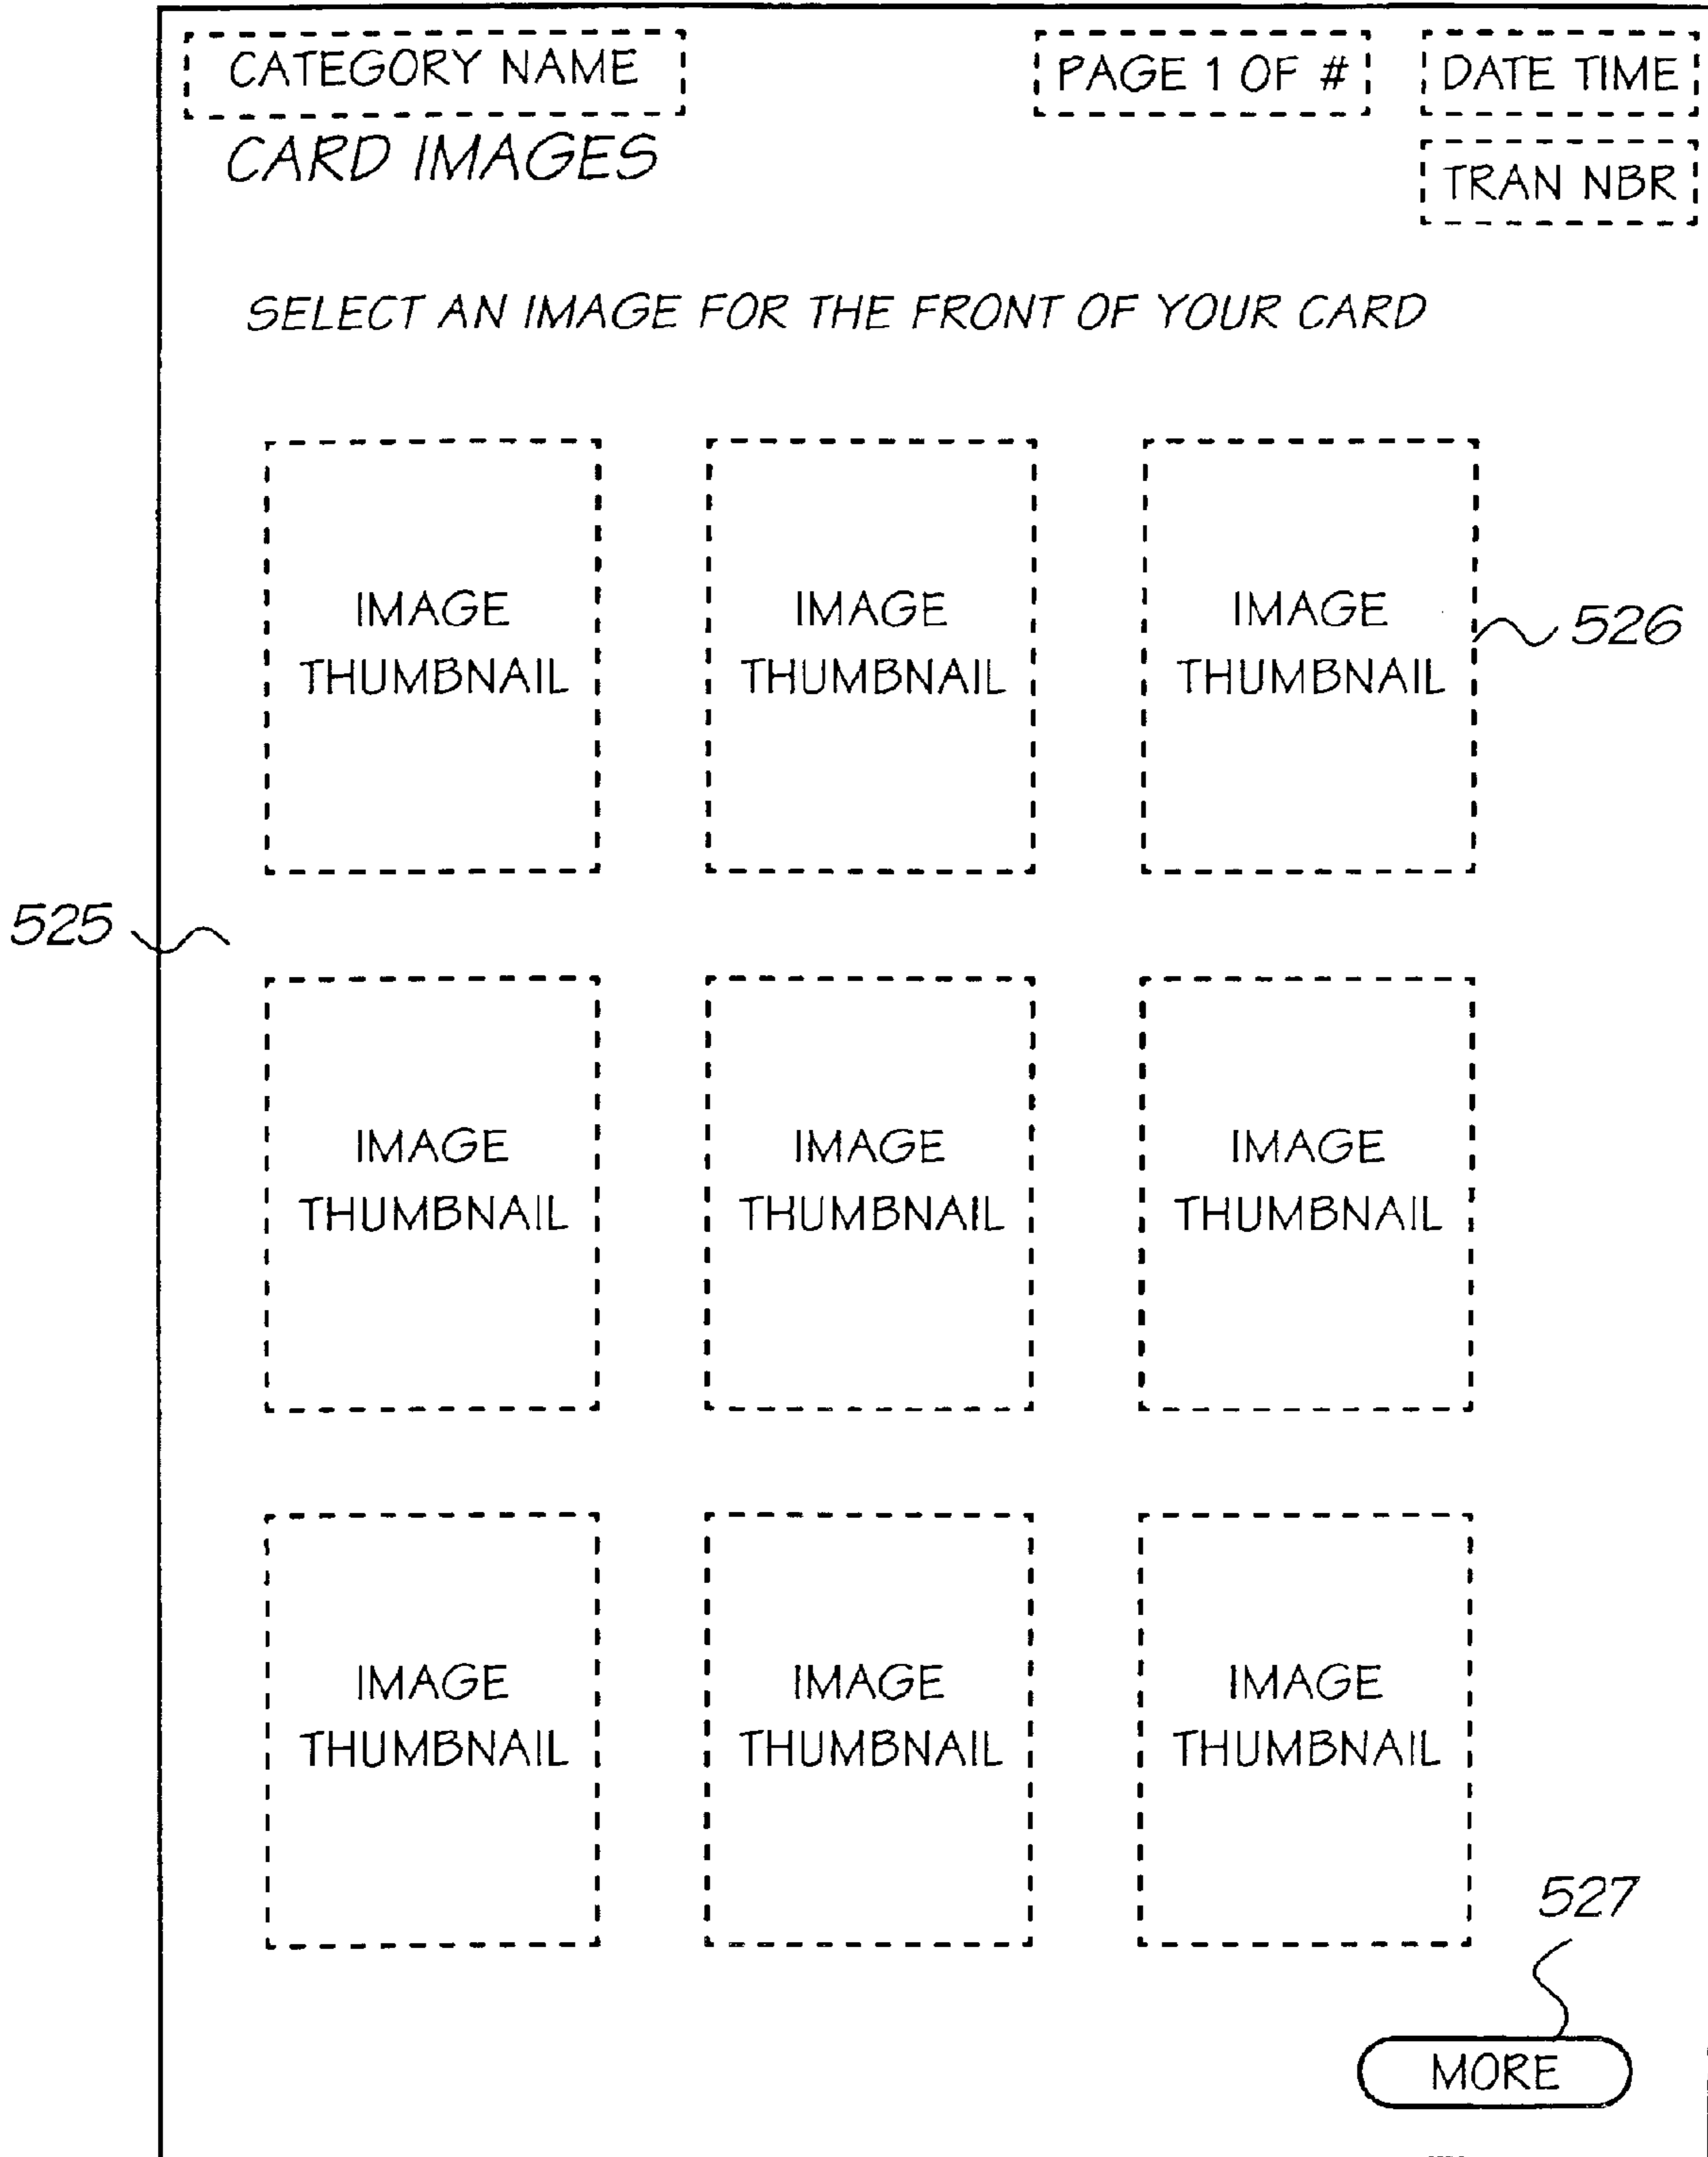 CATEGORY NAME PAGE 1 OF # DATE TIME
CARD IMAGES
TRAN NBR
SELECT AN IMAGE FOR THE FRONT OF YOUR CARD
IMAGE IMAGE IMAGE
526
THUMBNAIL THUMBNAIL THUMBNAIL
525
IMAGE IMAGE IMAGE
THUMBNAIL THUMBNAIL THUMBNAIL
IMAGE IMAGE IMAGE
THUMBNAIL THUMBNAIL THUMBNAIL
527
MORE